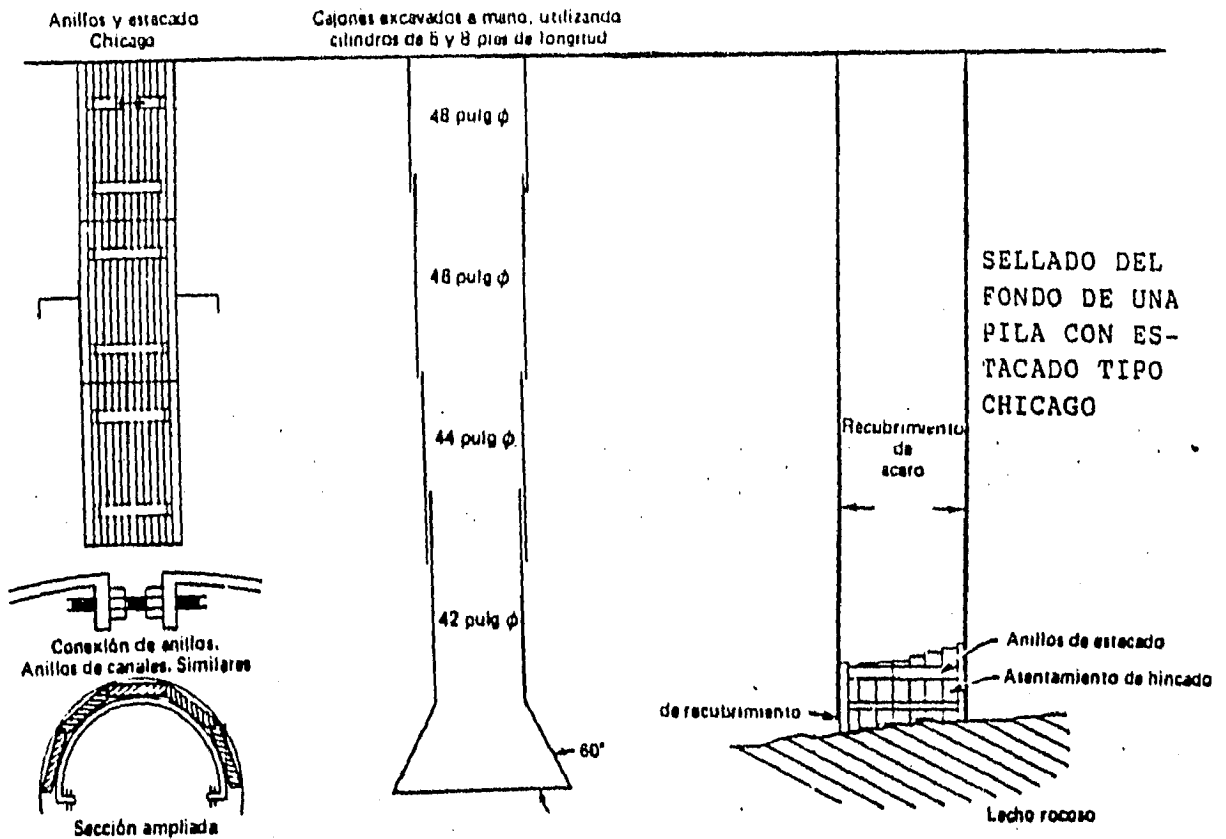 Anillos y estacado
Chicago
Cajones excavados a mano, utilizando
cilindros de 6 y 8 pies de longitud
48 pulg ϕ
48 pulg ϕ
44 pulg ϕ
42 pulg ϕ
60°
SELLADO DEL
FONDO DE UNA
PILA CON ES-
TACADO TIPO
CHICAGO
Recubrimiento
de
acero
Conexión de anillos.
Anillos de canales. Similares
Sección ampliada
Anillos de estacado
Asentamiento de hincado
de recubrimiento
Lecho rocoso